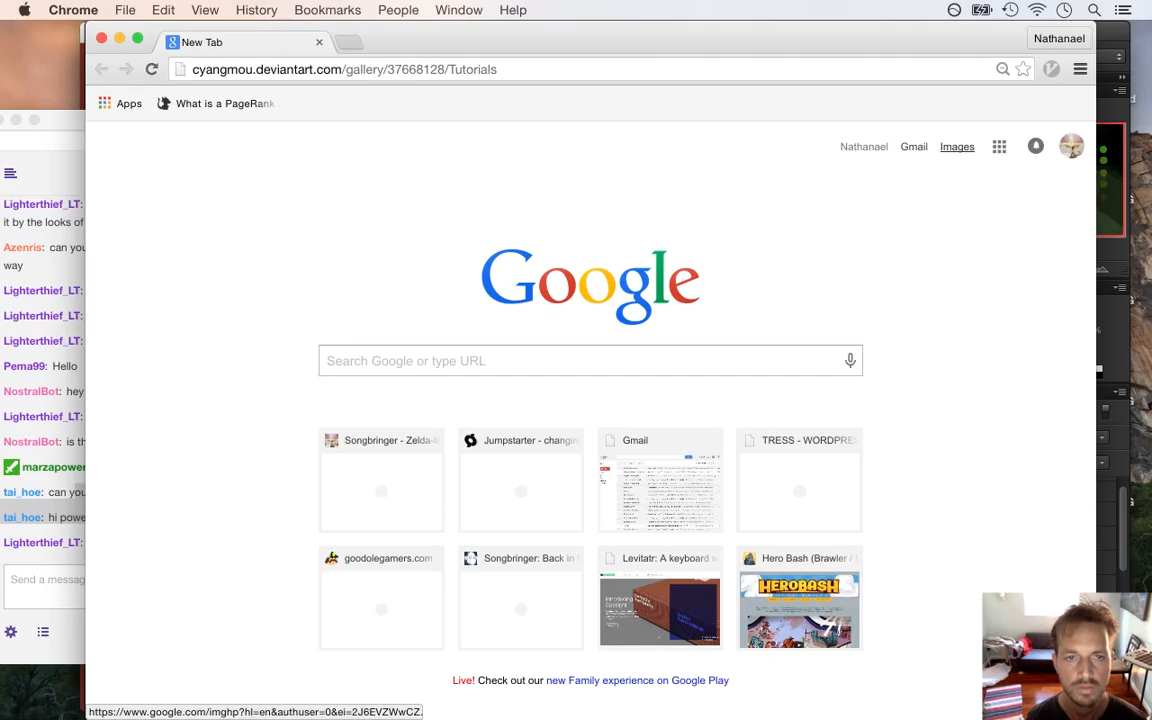 Chrome File Edit View History Bookmarks People Window Help
New Tab
Nathanael
cyangmou.deviantart.com/gallery/37668128/Tutorials
Apps What is a PageRank
Nathanael Gmail Images
Lighterthief_LT:
it by the looks of
Azenris: can you
way
Lighterthief_LT:
Lighterthief_LT:
Lighterthief_LT:
Pema99: Hello
NostralBot: hey
Lighterthief_LT:
NostralBot: is th
marzapower
tai_hoe: can you
tai_hoe: hi powe
Lighterthief_LT:
Send a messag
Google
Search Google or type URL
Songbringer - Zelda-l
Jumpstarter - changin
Gmail
TRESS - WORDPRE
goodolegamers.com
Songbringer: Back in
Levitatr: A keyboard w
Hero Bash (Brawler /
HEROBASH
Live! Check out our new Family experience on Google Play
https://www.google.com/imghp?hl=en&authuser=0&ei=2J6EVZWwCZ.